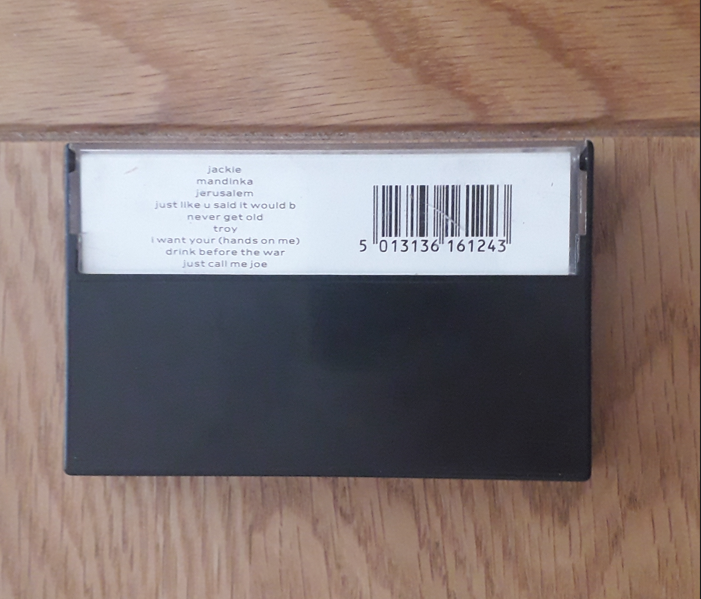 jackie
mandinka
jerusalem
just like u said it would b
never get old
troy
i want your (hands on me)
drink before the war
just call me joe
5 013136 161243